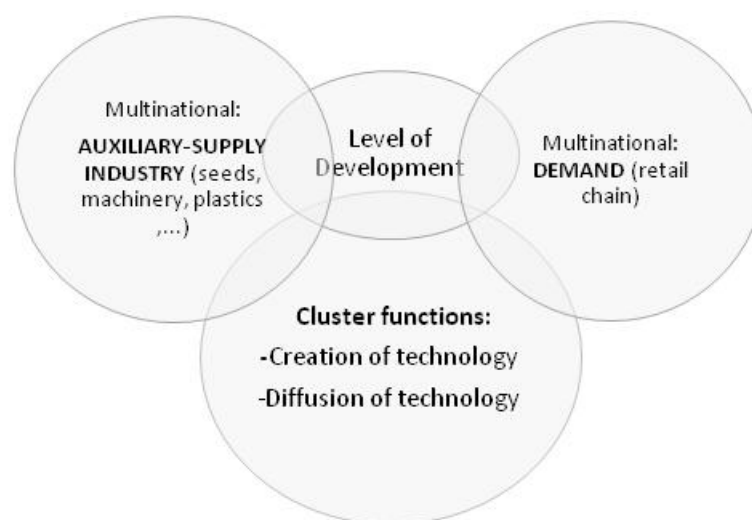 Multinational:
AUXILIARY-SUPPLY
INDUSTRY (seeds,
machinery, plastics
,...)
Level of
Development
Multinational:
DEMAND (retail
chain)
Cluster functions:
-Creation of technology
-Diffusion of technology